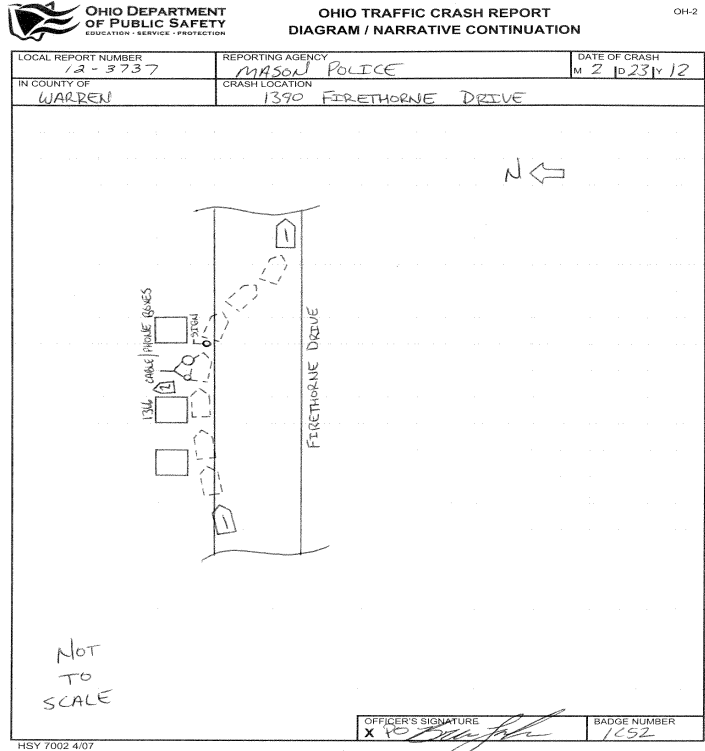 OHIO DEPARTMENT
OF PUBLIC SAFETY
EDUCATION • SERVICE • PROTECTION
OHIO TRAFFIC CRASH REPORT
DIAGRAM / NARRATIVE CONTINUATION
OH-2
LOCAL REPORT NUMBER
12-3737
REPORTING AGENCY
MASON POLICE
DATE OF CRASH
M 2 D 23 Y 12
IN COUNTY OF
WARREN
CRASH LOCATION
1390 FIRETHORNE DRIVE
N
1
SIGN
CABLE/PHONE BOXES
2
1366
FIRETHORNE DRIVE
1
NOT
TO
SCALE
OFFICER'S SIGNATURE
X PO
BADGE NUMBER
1C52
HSY 7002 4/07